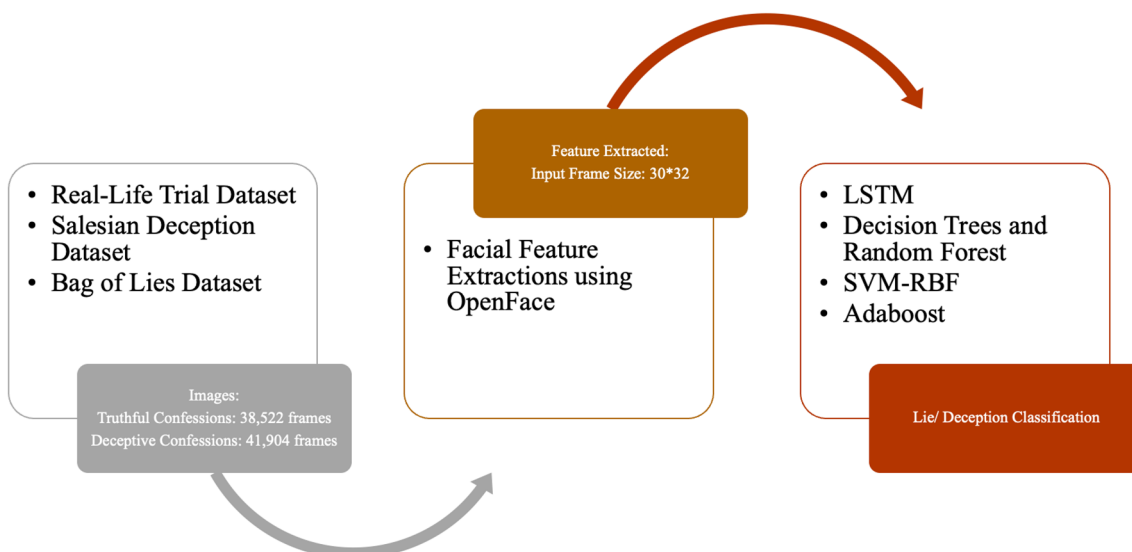 • Real-Life Trial Dataset
• Salesian Deception
Dataset
• Bag of Lies Dataset
Images:
Truthful Confessions: 38,522 frames
Deceptive Confessions: 41,904 frames
Feature Extracted:
Input Frame Size: 30*32
• Facial Feature
Extractions using
OpenFace
• LSTM
• Decision Trees and
Random Forest
• SVM-RBF
• Adaboost
Lie/ Deception Classification